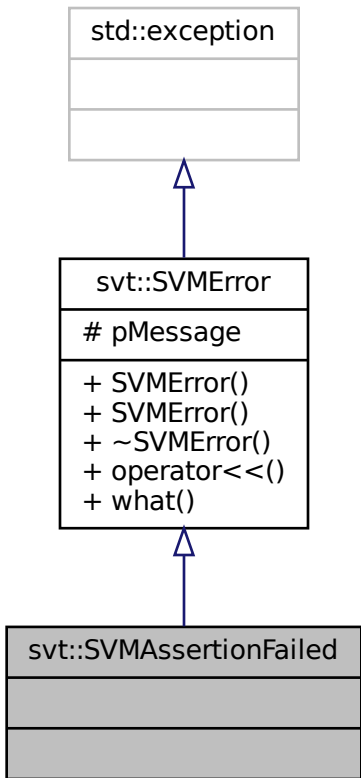 std::exception
svt::SVMError
# pMessage
+ SVMError()
+ SVMError()
+ ~SVMError()
+ operator<<()
+ what()
svt::SVMAssertionFailed